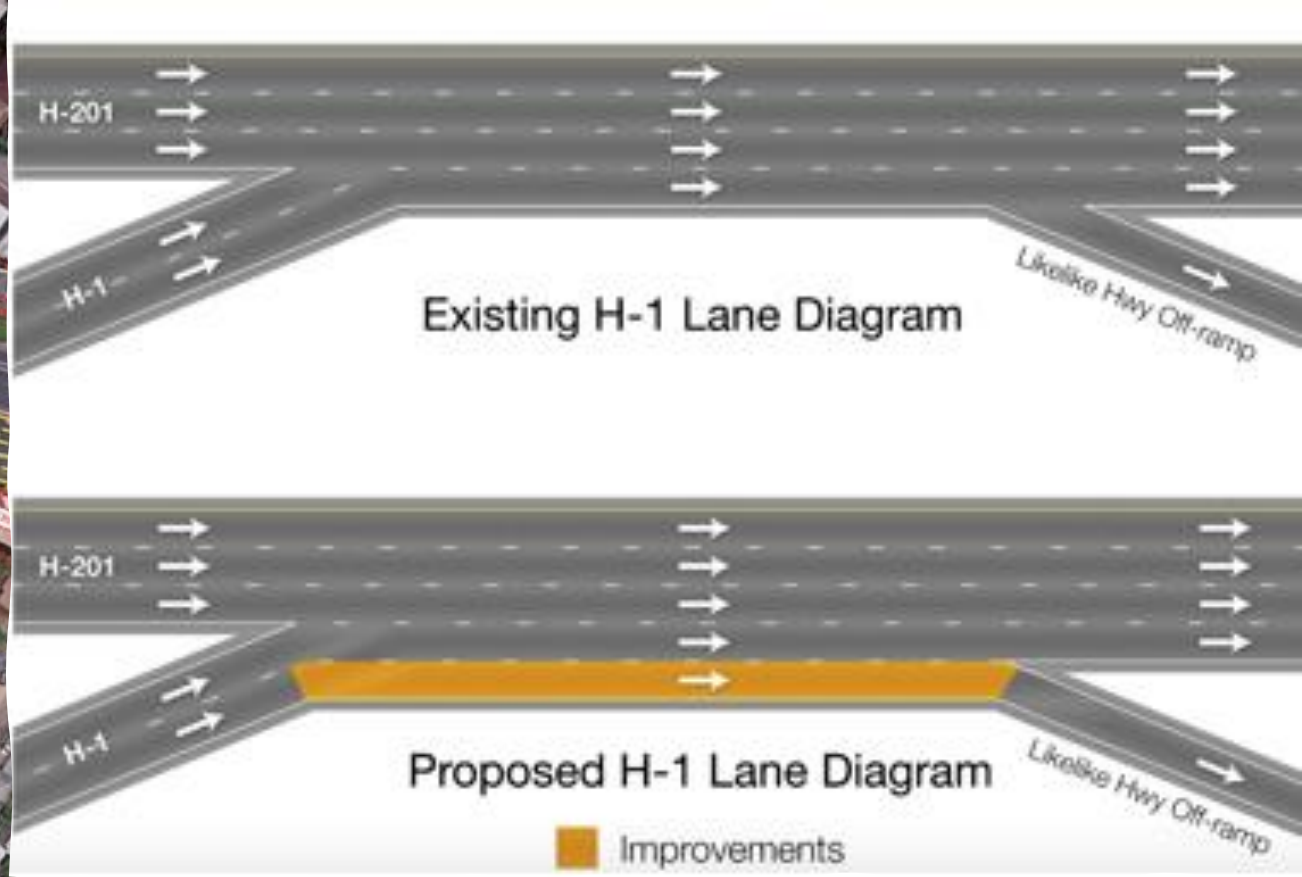 H-201
H-1
Likelike Hwy Off-ramp
Existing H-1 Lane Diagram
H-201
H-1
Likelike Hwy Off-ramp
Proposed H-1 Lane Diagram
Improvements